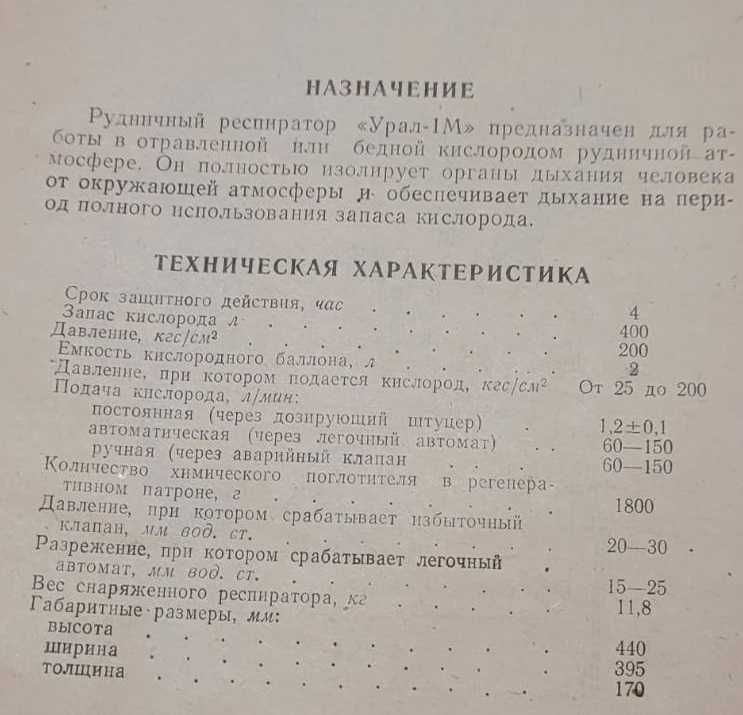 НАЗНАЧЕНИЕ
Рудничный респиратор «Урал-1М» предназначен для ра-
боты в отравленной или бедной кислородом рудничной ат-
мосфере. Он полностью изолирует органы дыхания человека
от окружающей атмосферы и обеспечивает дыхание на пери-
од полного использования запаса кислорода.
ТЕХНИЧЕСКАЯ ХАРАКТЕРИСТИКА
Срок защитного действия, час . . . . . 4
Запас кислорода л . . . . . . . 400
Давление, кгс/см² . . . . . . . 200
Емкость кислородного баллона, л . . . . . 2
Давление, при котором подается кислород, кгс/см² От 25 до 200
Подача кислорода, л/мин:
постоянная (через дозирующий штуцер) . 1,2±0,1
автоматическая (через легочный автомат) . . 60—150
ручная (через аварийный клапан . . . 60—150
Количество химического поглотителя в регенера-
тивном патроне, г . . . . . . . 1800
Давление, при котором срабатывает избыточный
клапан, мм вод. ст. . . . . . . 20—30
Разрежение, при котором срабатывает легочный
автомат, мм вод. ст. . . . . . . 15—25
Вес снаряженного респиратора, кг . . . . 11,8
Габаритные размеры, мм:
высота . . . . . . . . . 440
ширина . . . . . . . . . 395
толщина . . . . . . . . . 170